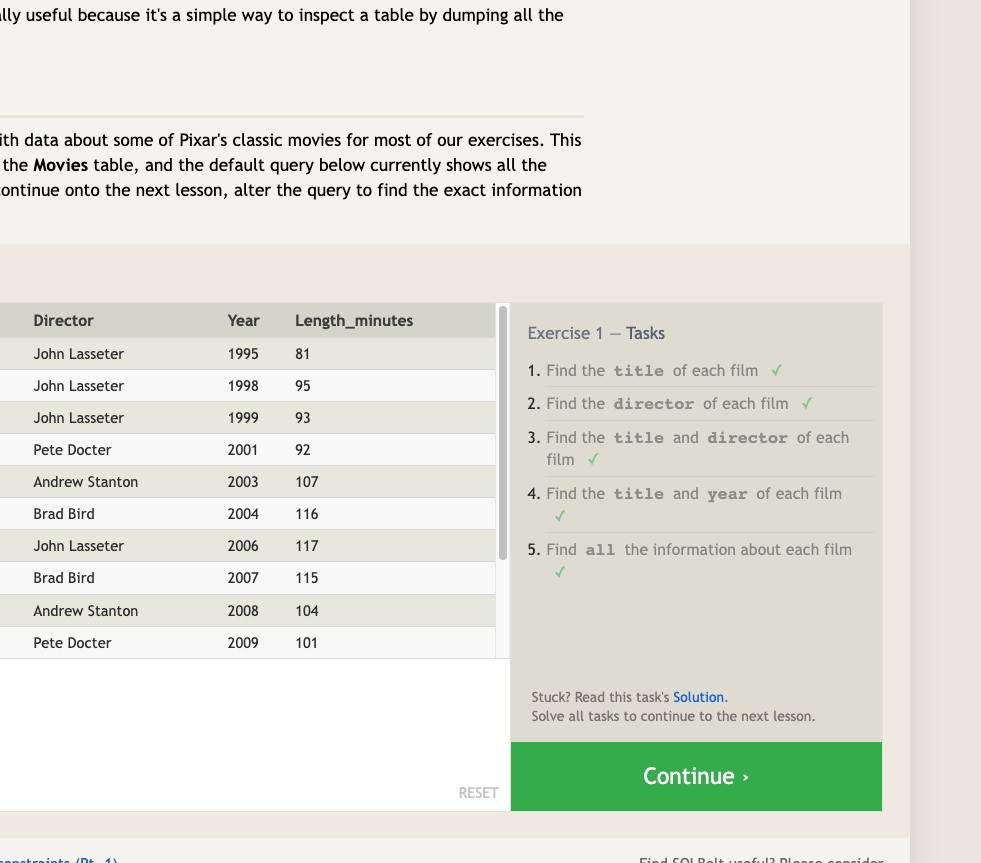 ally useful because it's a simple way to inspect a table by dumping all the
ith data about some of Pixar's classic movies for most of our exercises. This
the Movies table, and the default query below currently shows all the
continue onto the next lesson, alter the query to find the exact information
Director Year Length_minutes
John Lasseter 1995 81
John Lasseter 1998 95
John Lasseter 1999 93
Pete Docter 2001 92
Andrew Stanton 2003 107
Brad Bird 2004 116
John Lasseter 2006 117
Brad Bird 2007 115
Andrew Stanton 2008 104
Pete Docter 2009 101
RESET
Exercise 1 — Tasks
1. Find the title of each film ✓
2. Find the director of each film ✓
3. Find the title and director of each
film ✓
4. Find the title and year of each film
✓
5. Find all the information about each film
✓
Stuck? Read this task's Solution.
Solve all tasks to continue to the next lesson.
Continue ›
constraints (Pt. 1)
Find SQLBolt useful? Please consider